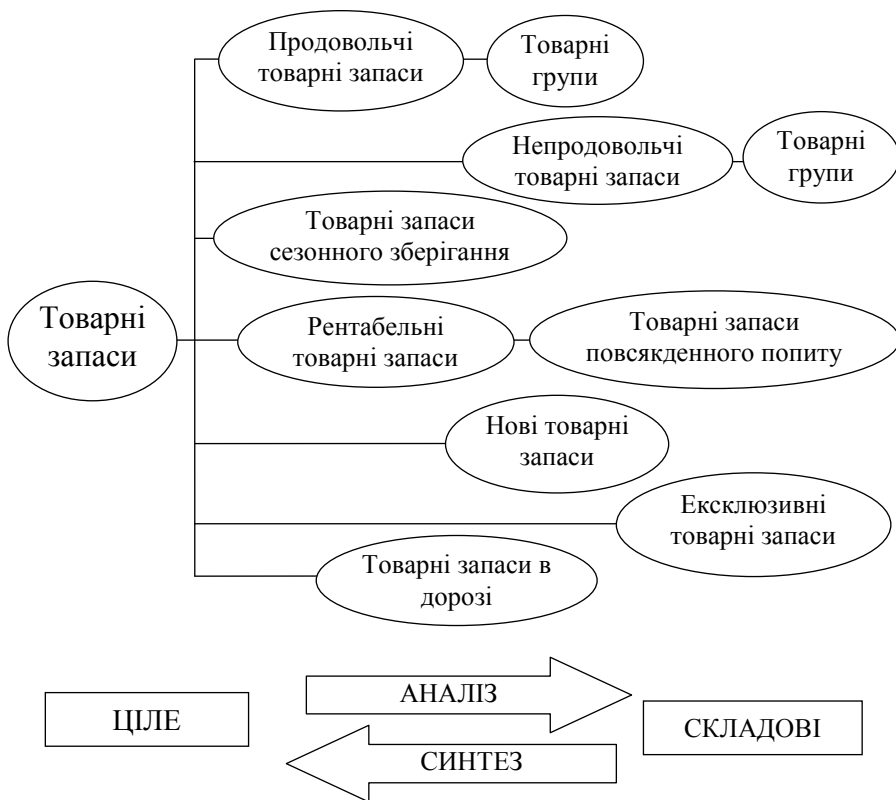 Продовольчі
товарні запаси
Товарні
групи
Непродовольчі
товарні запаси
Товарні
групи
Товарні запаси
сезонного зберігання
Товарні
запаси
Рентабельні
товарні запаси
Товарні запаси
повсякденного попиту
Нові товарні
запаси
Ексклюзивні
товарні запаси
Товарні запаси в
дорозі
ЦІЛЕ
АНАЛІЗ
СИНТЕЗ
СКЛАДОВІ